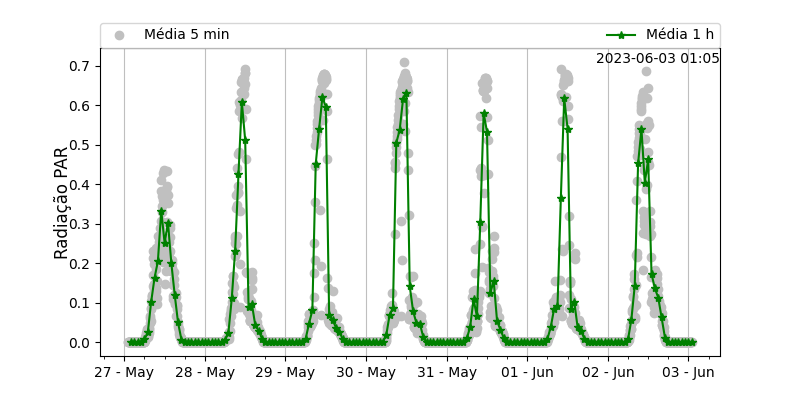 Média 5 min
Média 1 h
2023-06-03 01:05
Radiação PAR
0.7
0.6
0.5
0.4
0.3
0.2
0.1
0.0
27 - May 28 - May 29 - May 30 - May 31 - May 01 - Jun 02 - Jun 03 - Jun